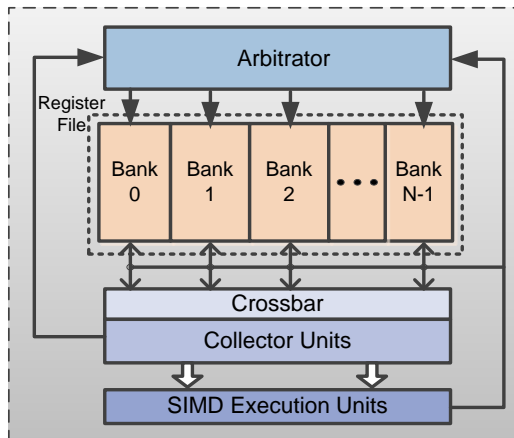 Arbitrator
Register
File
Bank
0
Bank
1
Bank
2
•••
Bank
N-1
Crossbar
Collector Units
SIMD Execution Units